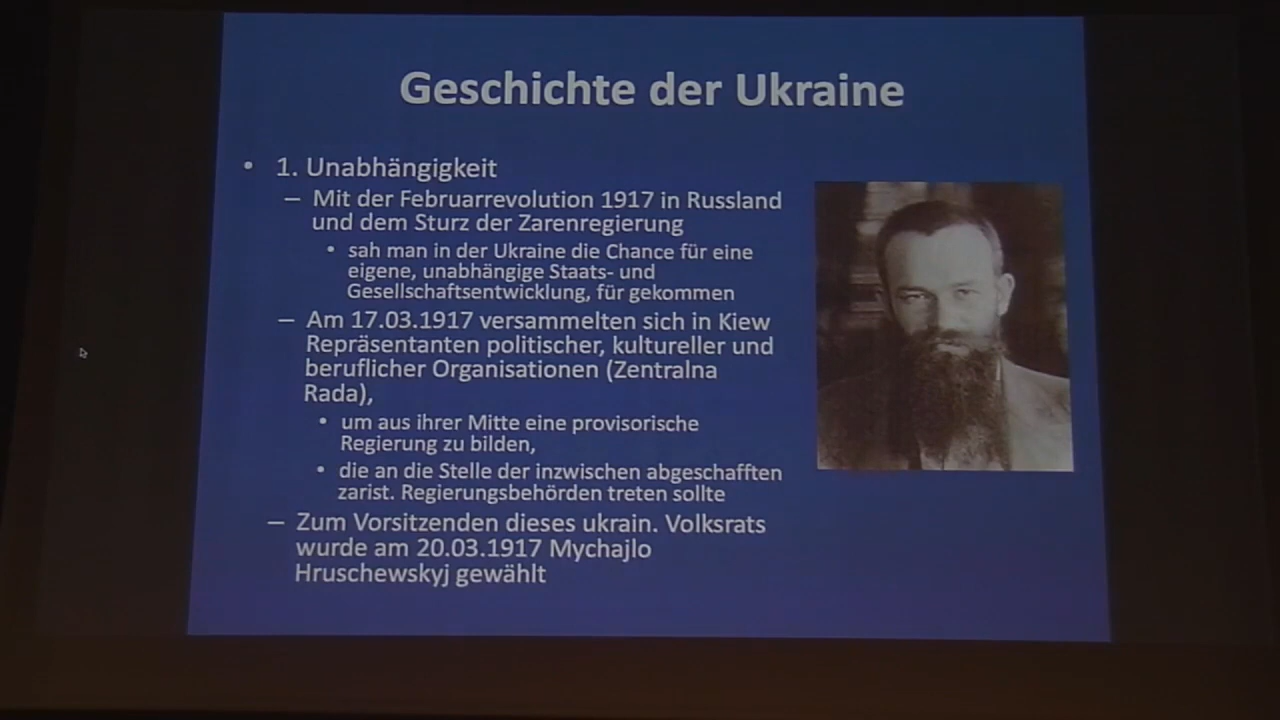 Geschichte der Ukraine
• 1. Unabhängigkeit
– Mit der Februarrevolution 1917 in Russland
und dem Sturz der Zarenregierung
• sah man in der Ukraine die Chance für eine
eigene, unabhängige Staats- und
Gesellschaftsentwicklung, für gekommen
– Am 17.03.1917 versammelten sich in Kiew
Repräsentanten politischer, kultureller und
beruflicher Organisationen (Zentralna
Rada),
• um aus ihrer Mitte eine provisorische
Regierung zu bilden,
• die an die Stelle der inzwischen abgeschafften
zarist. Regierungsbehörden treten sollte
– Zum Vorsitzenden dieses ukrain. Volksrats
wurde am 20.03.1917 Mychajlo
Hruschewskyj gewählt